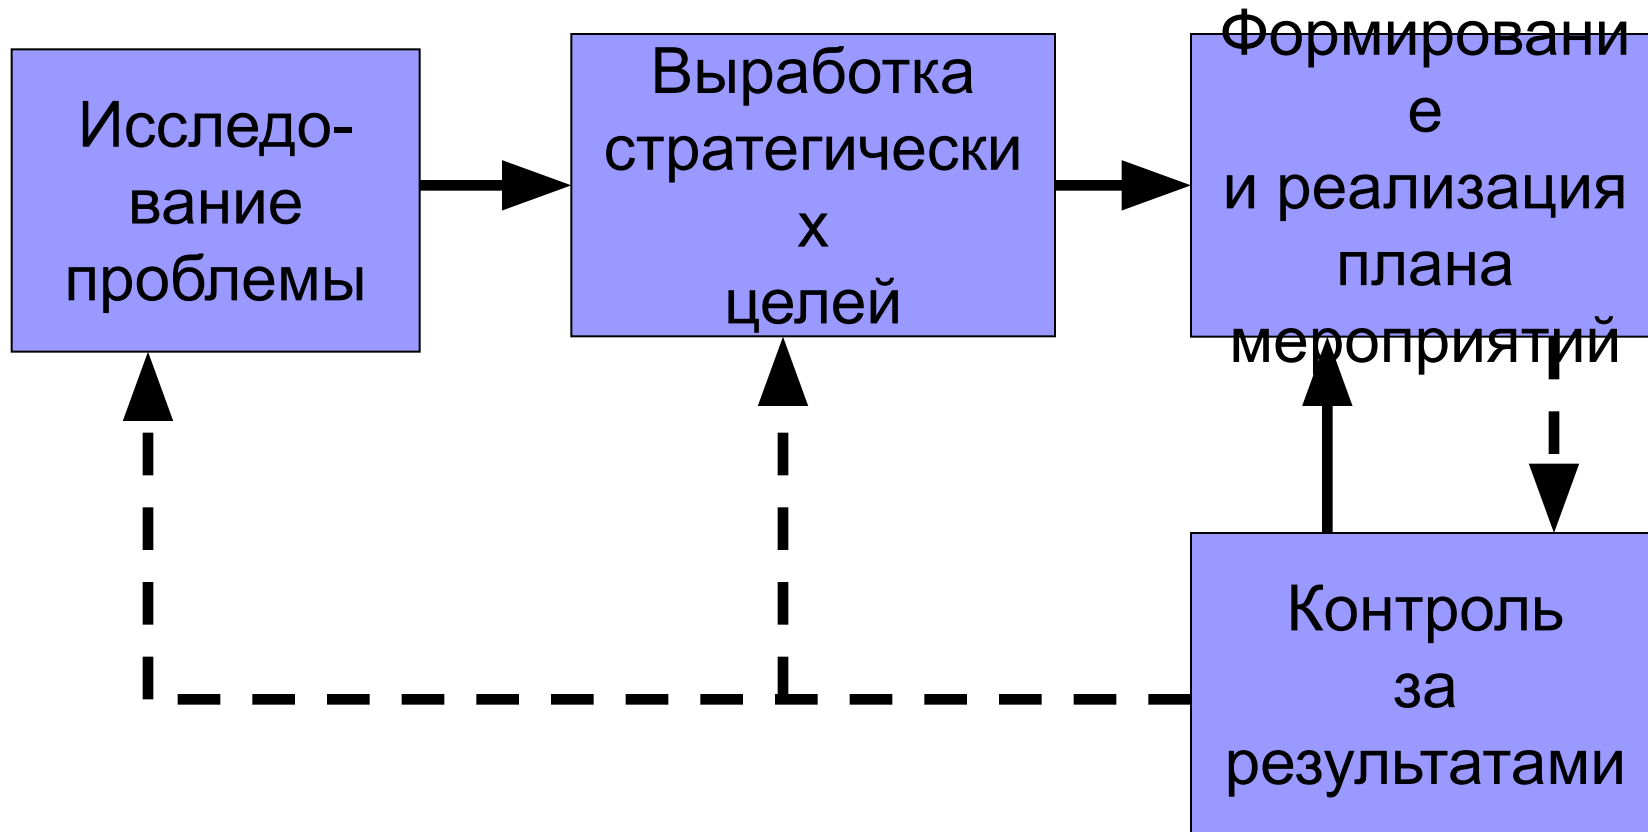 Исследо-
вание
проблемы
Выработка
стратегически
х
целей
Формировани
е
и реализация
плана
мероприятий
Контроль
за
результатами